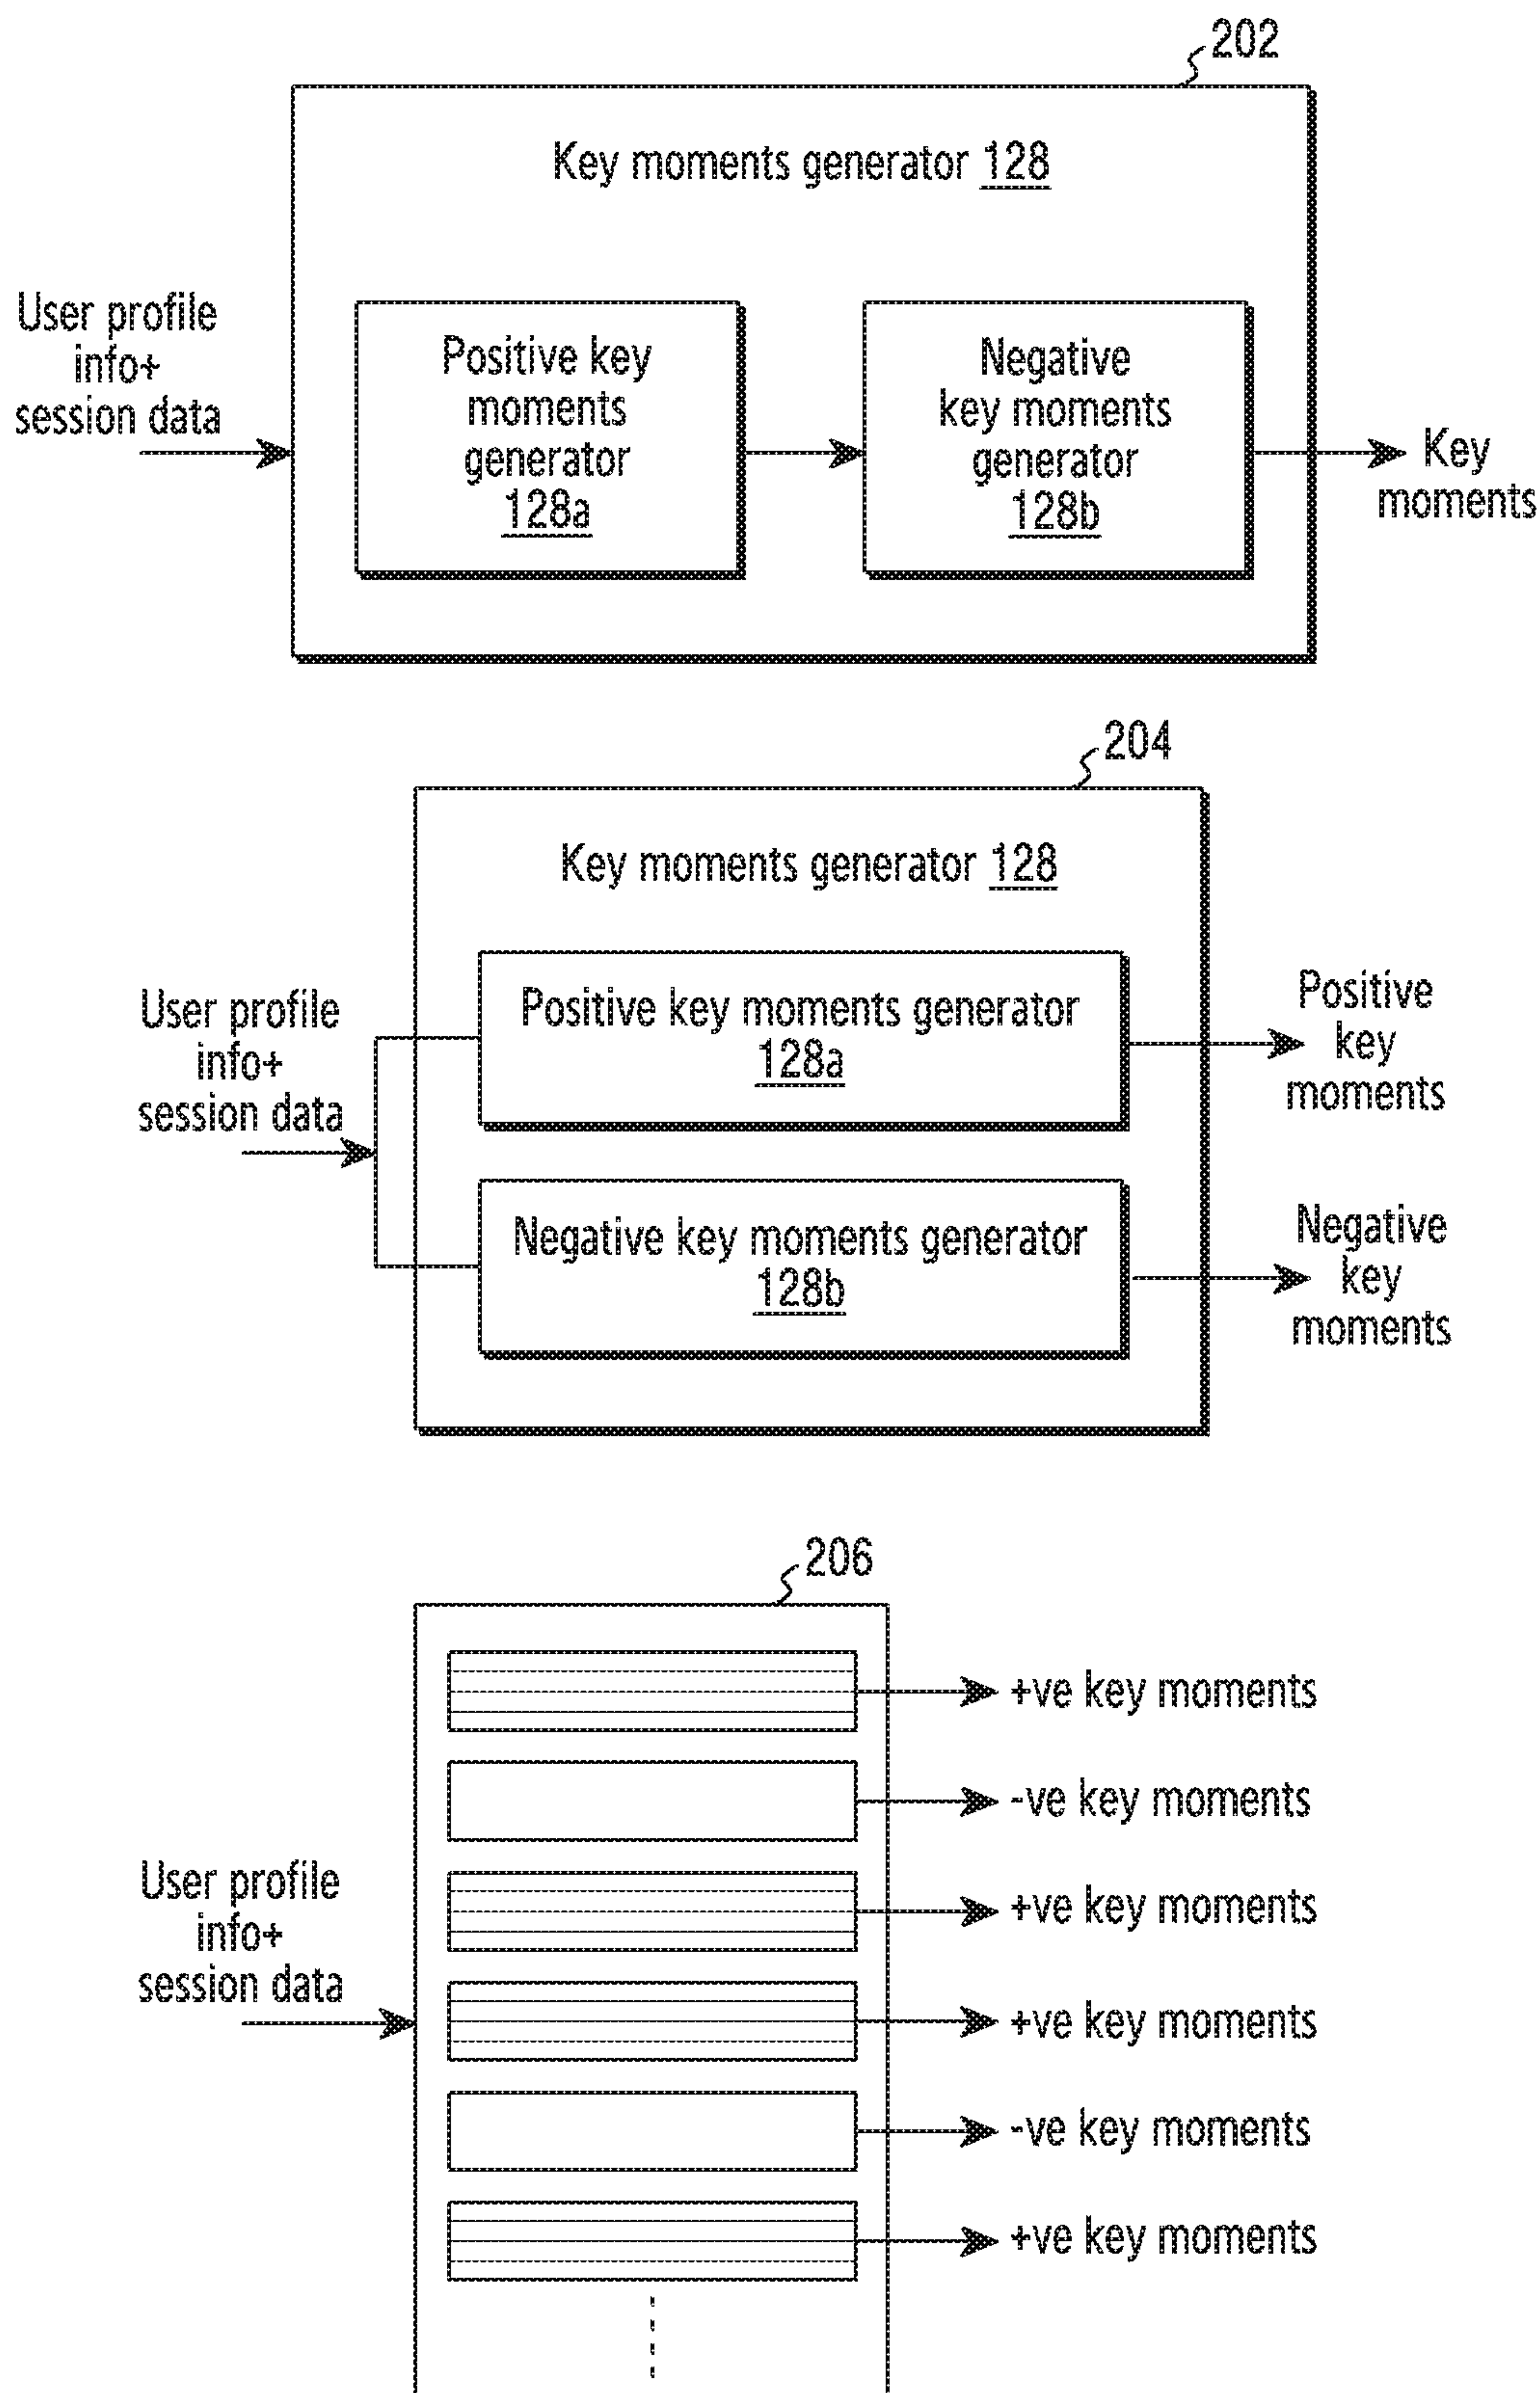 202
Key moments generator 128
User profile
info+
session data
Positive key
moments
generator
128a
Negative
key moments
generator
128b
Key
moments
204
Key moments generator 128
User profile
info+
session data
Positive key moments generator
128a
Positive
key
moments
Negative key moments generator
128b
Negative
key
moments
206
+ve key moments
-ve key moments
+ve key moments
User profile
info+
session data
+ve key moments
-ve key moments
+ve key moments